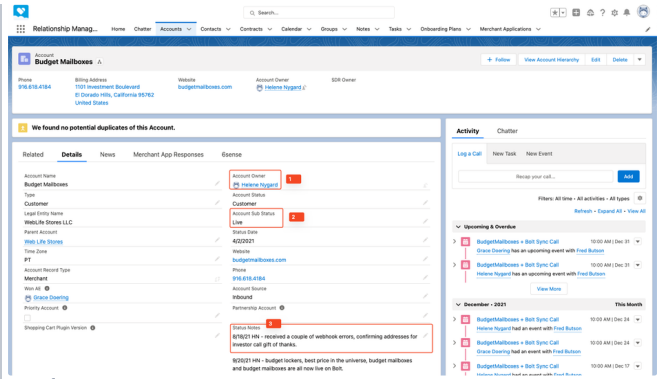 Search...
Relationship Manag...
Home
Chatter
Accounts
Contacts
Contracts
Calendar
Groups
Notes
Tasks
Onboarding Plans
Merchant Applications
Account
Budget Mailboxes
+ Follow
View Account Hierarchy
Edit
Delete
Phone
916.618.4184
Billing Address
1101 Investment Boulevard
El Dorado Hills, California 95762
United States
Website
budgetmailboxes.com
Account Owner
Helene Nygard
SDR Owner
We found no potential duplicates of this Account.
Related
Details
News
Merchant App Responses
6sense
Account Name
Budget Mailboxes
Type
Customer
Legal Entity Name
WebLife Stores LLC
Parent Account
Web Life Stores
Time Zone
PT
Account Record Type
Merchant
Won AE
Grace Doering
Priority Account
Shopping Cart Plugin Version
Account Owner
Helene Nygard
1
Account Status
Customer
Account Sub Status
Live
2
Status Date
4/2/2021
Website
budgetmailboxes.com
Phone
916.618.4184
Account Source
Inbound
Partnership Account
Status Notes
3
8/18/21 HN - received a couple of webhook errors, confirming addresses for
investor call gift of thanks.
9/20/21 HN - budget lockers, best price in the universe, budget mailboxes
and budget mailboxes are all now live on Bolt.
Activity
Chatter
Log a Call
New Task
New Event
Recap your call...
Add
Filters: All time • All activities • All types
Refresh • Expand All • View All
Upcoming & Overdue
BudgetMailboxes + Bolt Sync Call
10:00 AM | Dec 31
Grace Doering has an upcoming event with Fred Butson
BudgetMailboxes + Bolt Sync Call
10:00 AM | Dec 31
Helene Nygard has an upcoming event with Fred Butson
View More
December • 2021
This Month
BudgetMailboxes + Bolt Sync Call
10:00 AM | Dec 24
Helene Nygard had an event with Fred Butson
BudgetMailboxes + Bolt Sync Call
10:00 AM | Dec 24
Grace Doering had an event with Fred Butson
BudgetMailboxes + Bolt Sync Call
10:00 AM | Dec 17
Helene Nygard had an event with Fred Butson